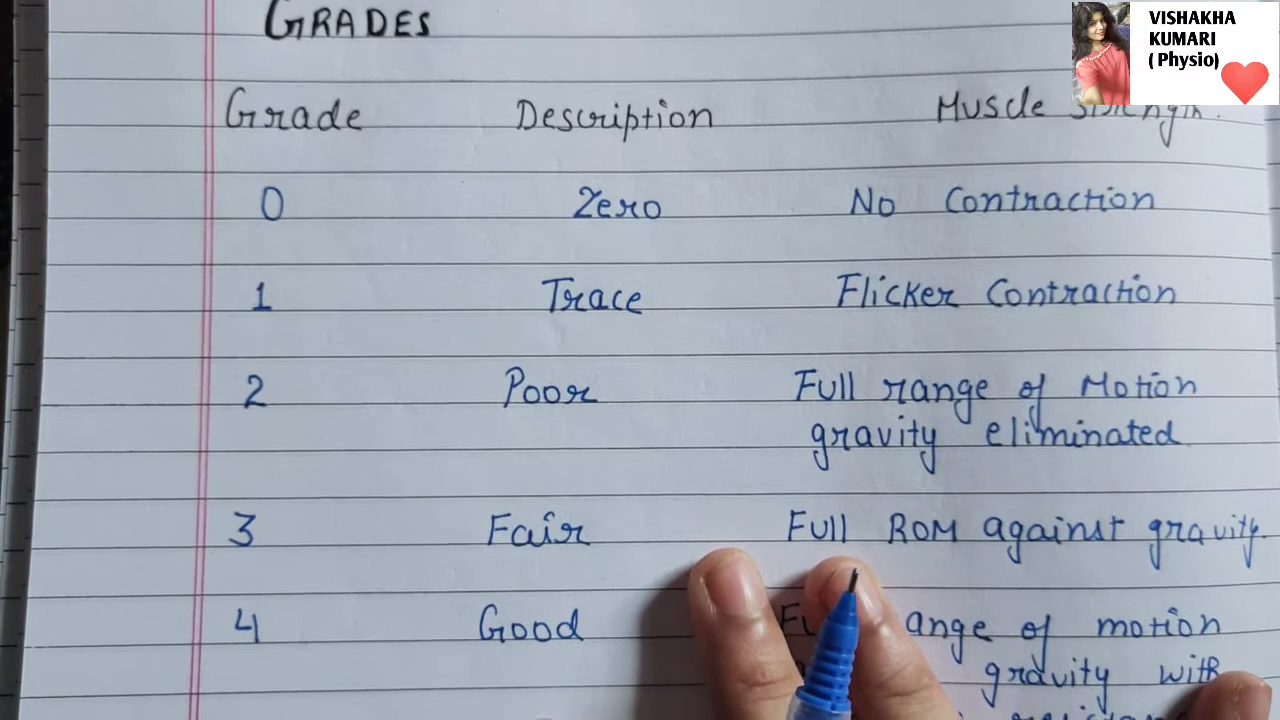 GRADES
VISHAKHA
KUMARI
( Physio)
Grade Description Muscle
0 Zero No Contraction
1 Trace Flicker Contraction
2 Poor Full range of Motion
gravity eliminated
3 Fair Full ROM against gravity.
4 Good of motion
gravity with